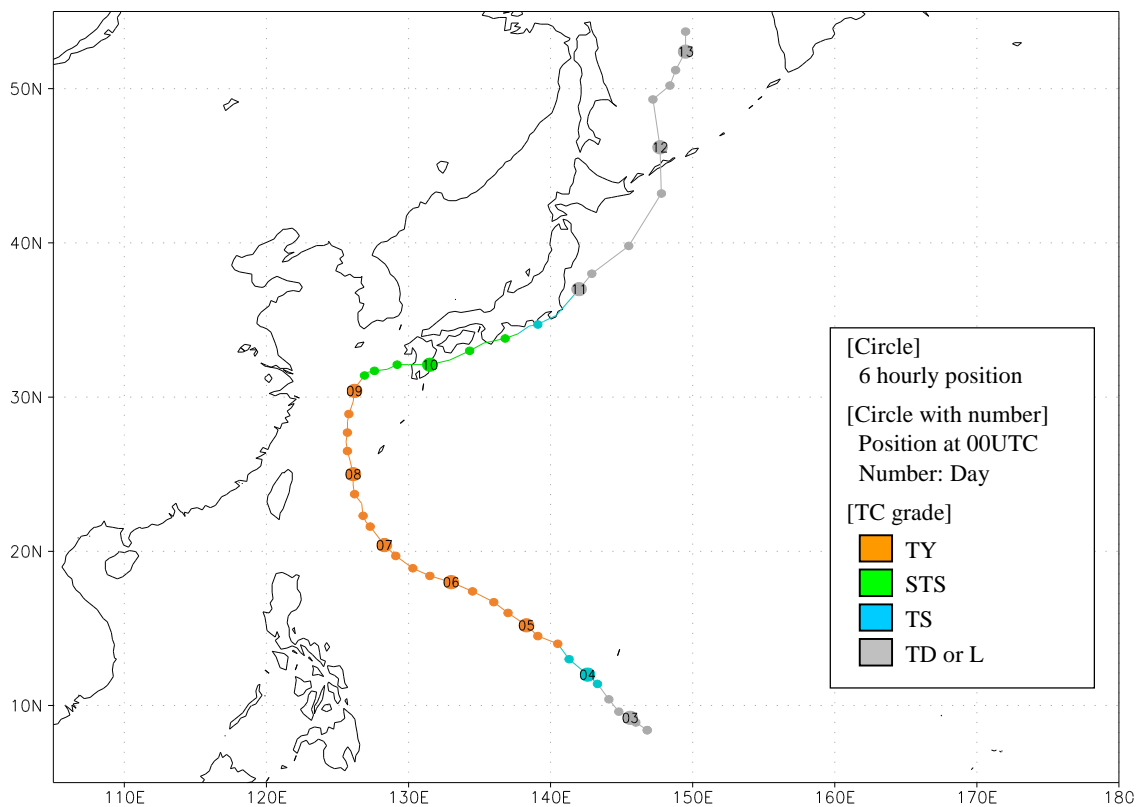 13
50N
12
40N
11
[Circle]
6 hourly position
10
30N
09
[Circle with number]
Position at 00UTC
Number: Day
08
[TC grade]
20N
07
TY
06
STS
05
TS
04
TD or L
10N
03
110E
120E
130E
140E
150E
160E
170E
180